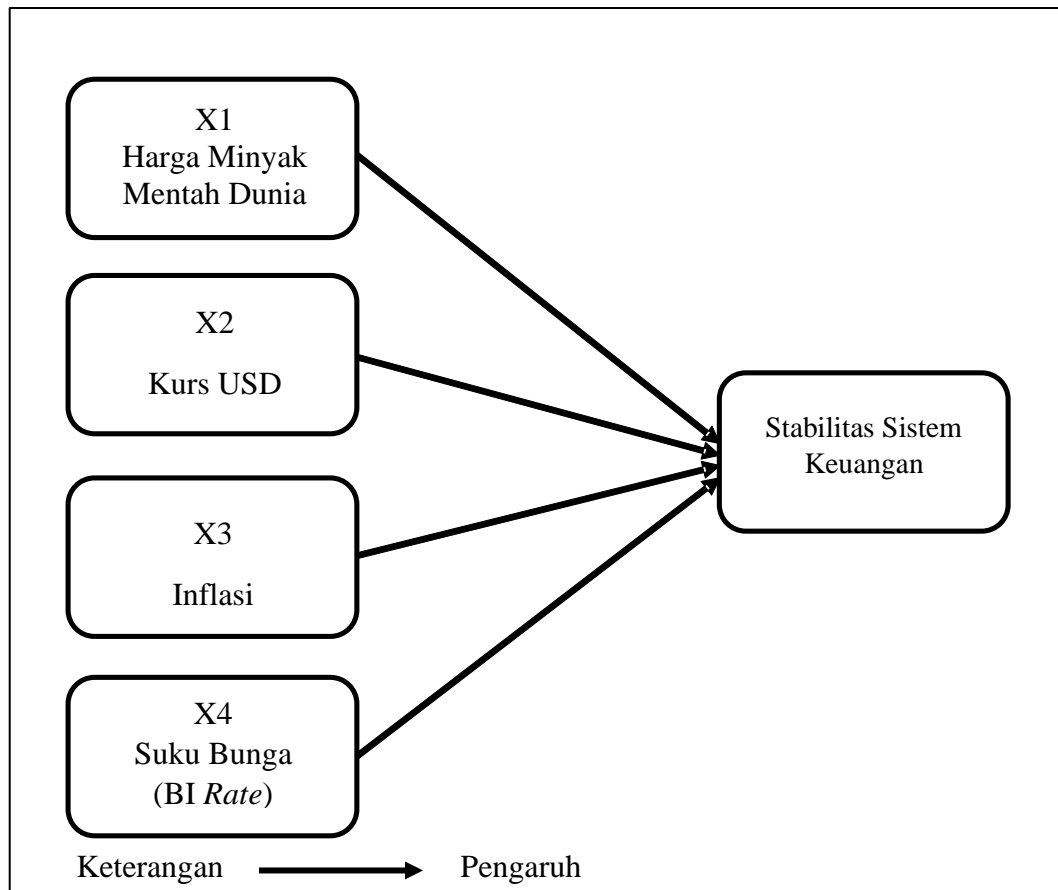 X1
Harga Minyak
Mentah Dunia
X2
Kurs USD
X3
Inflasi
X4
Suku Bunga
(BI Rate)
Stabilitas Sistem
Keuangan
Keterangan Pengaruh